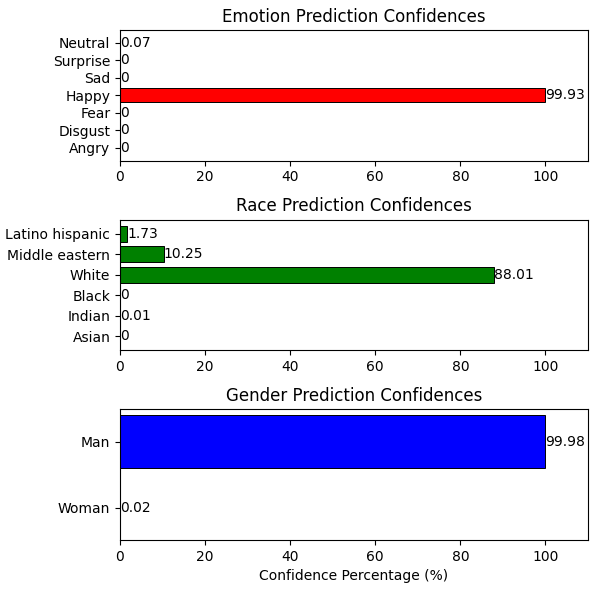 Emotion Prediction Confidences
Neutral 0.07
Surprise 0
Sad 0
Happy 99.93
Fear 0
Disgust 0
Angry 0
0 20 40 60 80 100
Race Prediction Confidences
Latino hispanic 1.73
Middle eastern 10.25
White 88.01
Black 0
Indian 0.01
Asian 0
0 20 40 60 80 100
Gender Prediction Confidences
Man 99.98
Woman 0.02
0 20 40 60 80 100
Confidence Percentage (%)